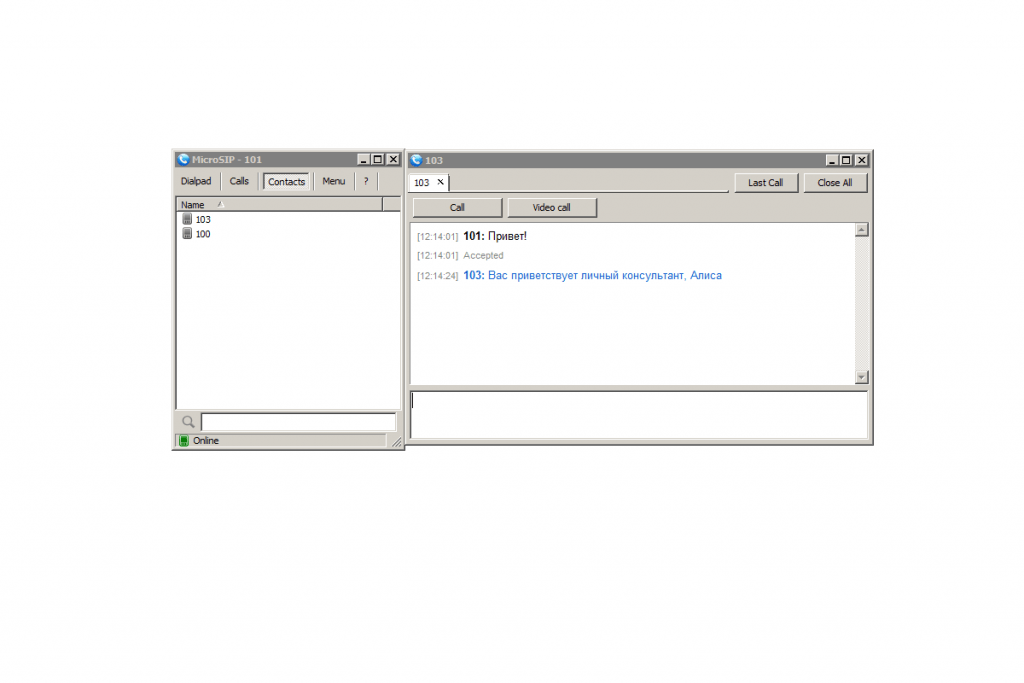 MicroSIP - 101
Dialpad Calls Contacts Menu ?
Name
103
100
Online
103
103
Last Call Close All
Call Video call
[12:14:01] 101: Привет!
[12:14:01] Accepted
[12:14:24] 103: Вас приветствует личный консультант, Алиса